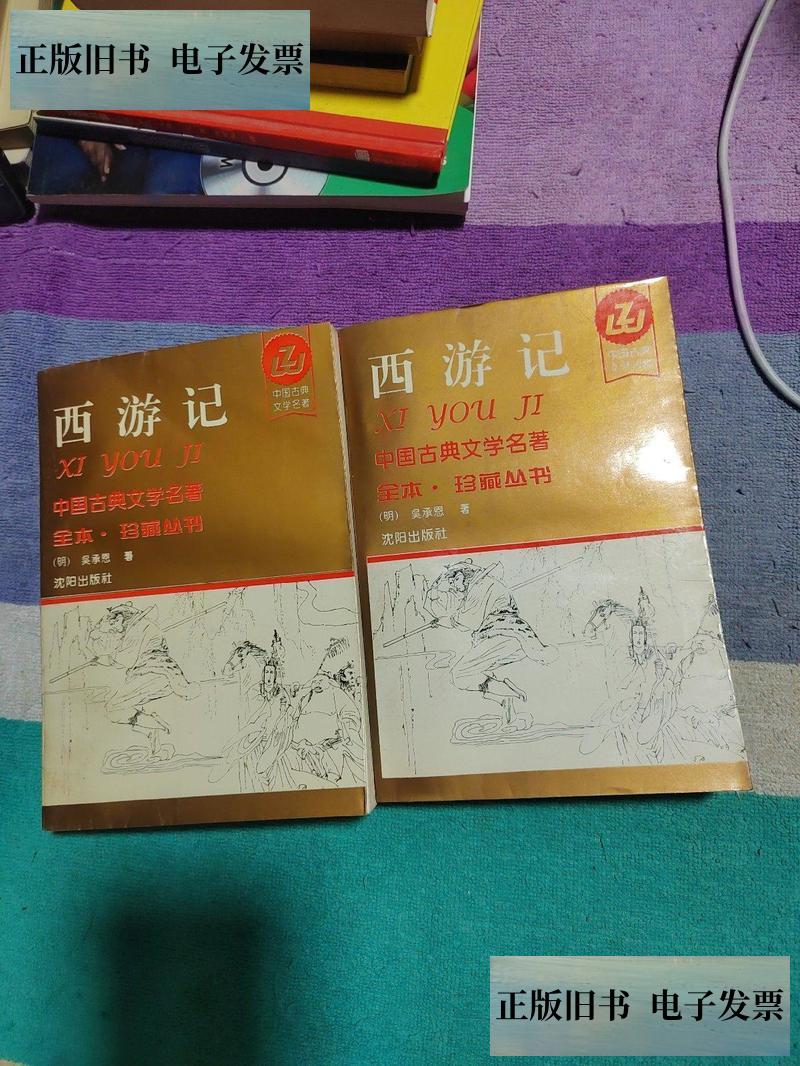 正版旧书 电子发票
西游记
XI YOU JI
中国古典文学名著
全本·珍藏丛书
(明) 吴承恩 著
沈阳出版社
中国古典
文学名著
西游记
XI YOU JI
中国古典文学名著
全本·珍藏丛书
(明) 吴承恩 著
沈阳出版社
中国古典
正版旧书 电子发票